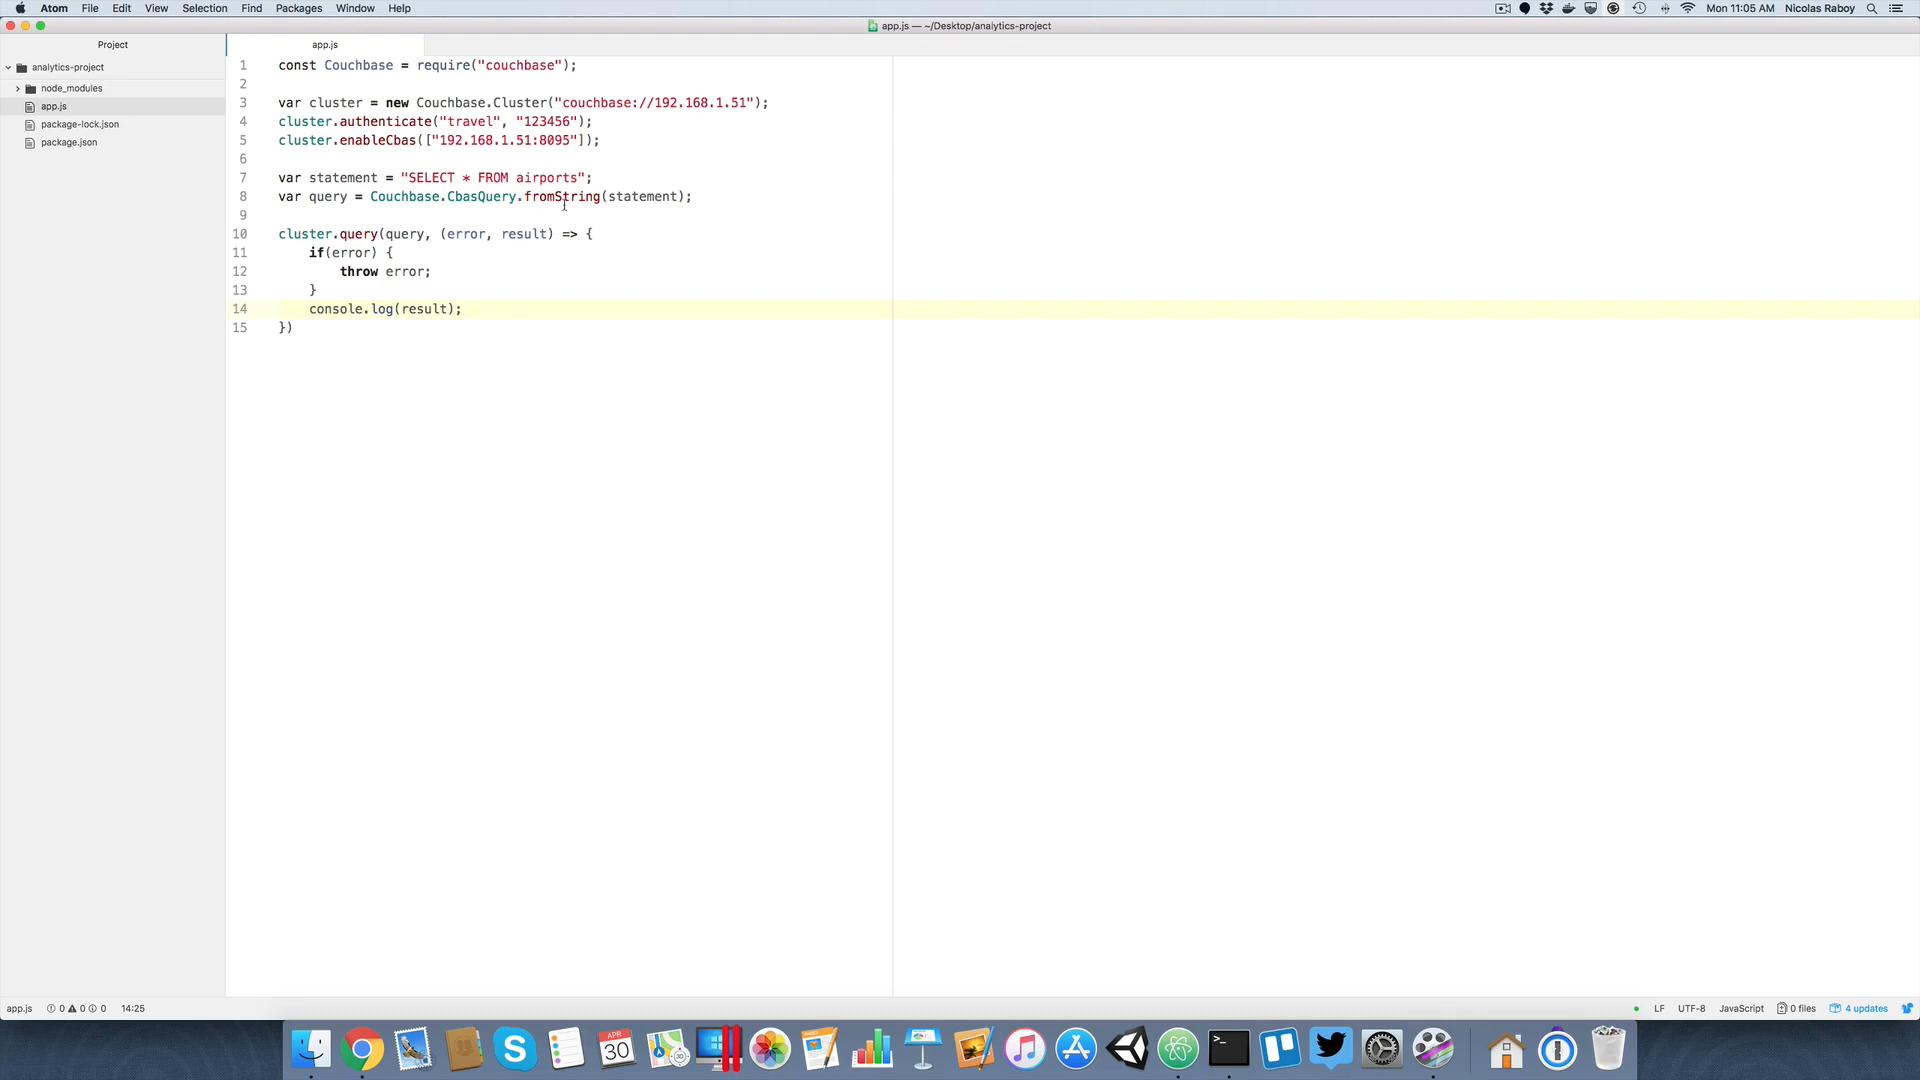 Atom File Edit View Selection Find Packages Window Help
Mon 11:05 AM Nicolas Raboy
app.js — ~/Desktop/analytics-project
Project
app.js
analytics-project
node_modules
app.js
package-lock.json
package.json
1 const Couchbase = require("couchbase");
2
3 var cluster = new Couchbase.Cluster("couchbase://192.168.1.51");
4 cluster.authenticate("travel", "123456");
5 cluster.enableCbas(["192.168.1.51:8095"]);
6
7 var statement = "SELECT * FROM airports";
8 var query = Couchbase.CbasQuery.fromString(statement);
9
10 cluster.query(query, (error, result) => {
11 if(error) {
12 throw error;
13 }
14 console.log(result);
15 })
app.js 0 0 0 14:25
LF UTF-8 JavaScript 0 files 4 updates
APR
30
3D